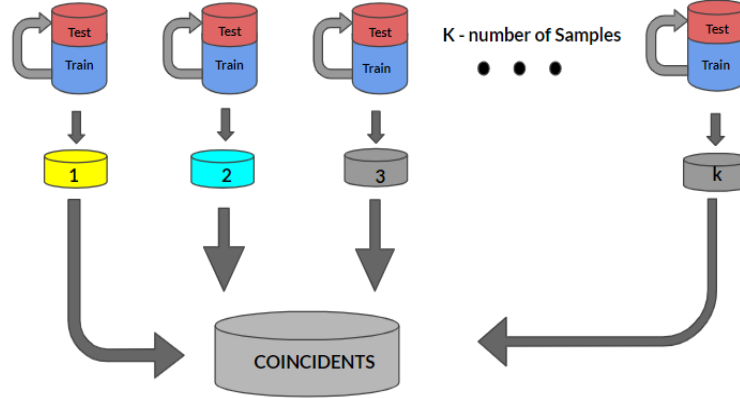 Test
Train
Test
Train
Test
Train
K - number of Samples
Test
Train
1
2
3
k
COINCIDENTS